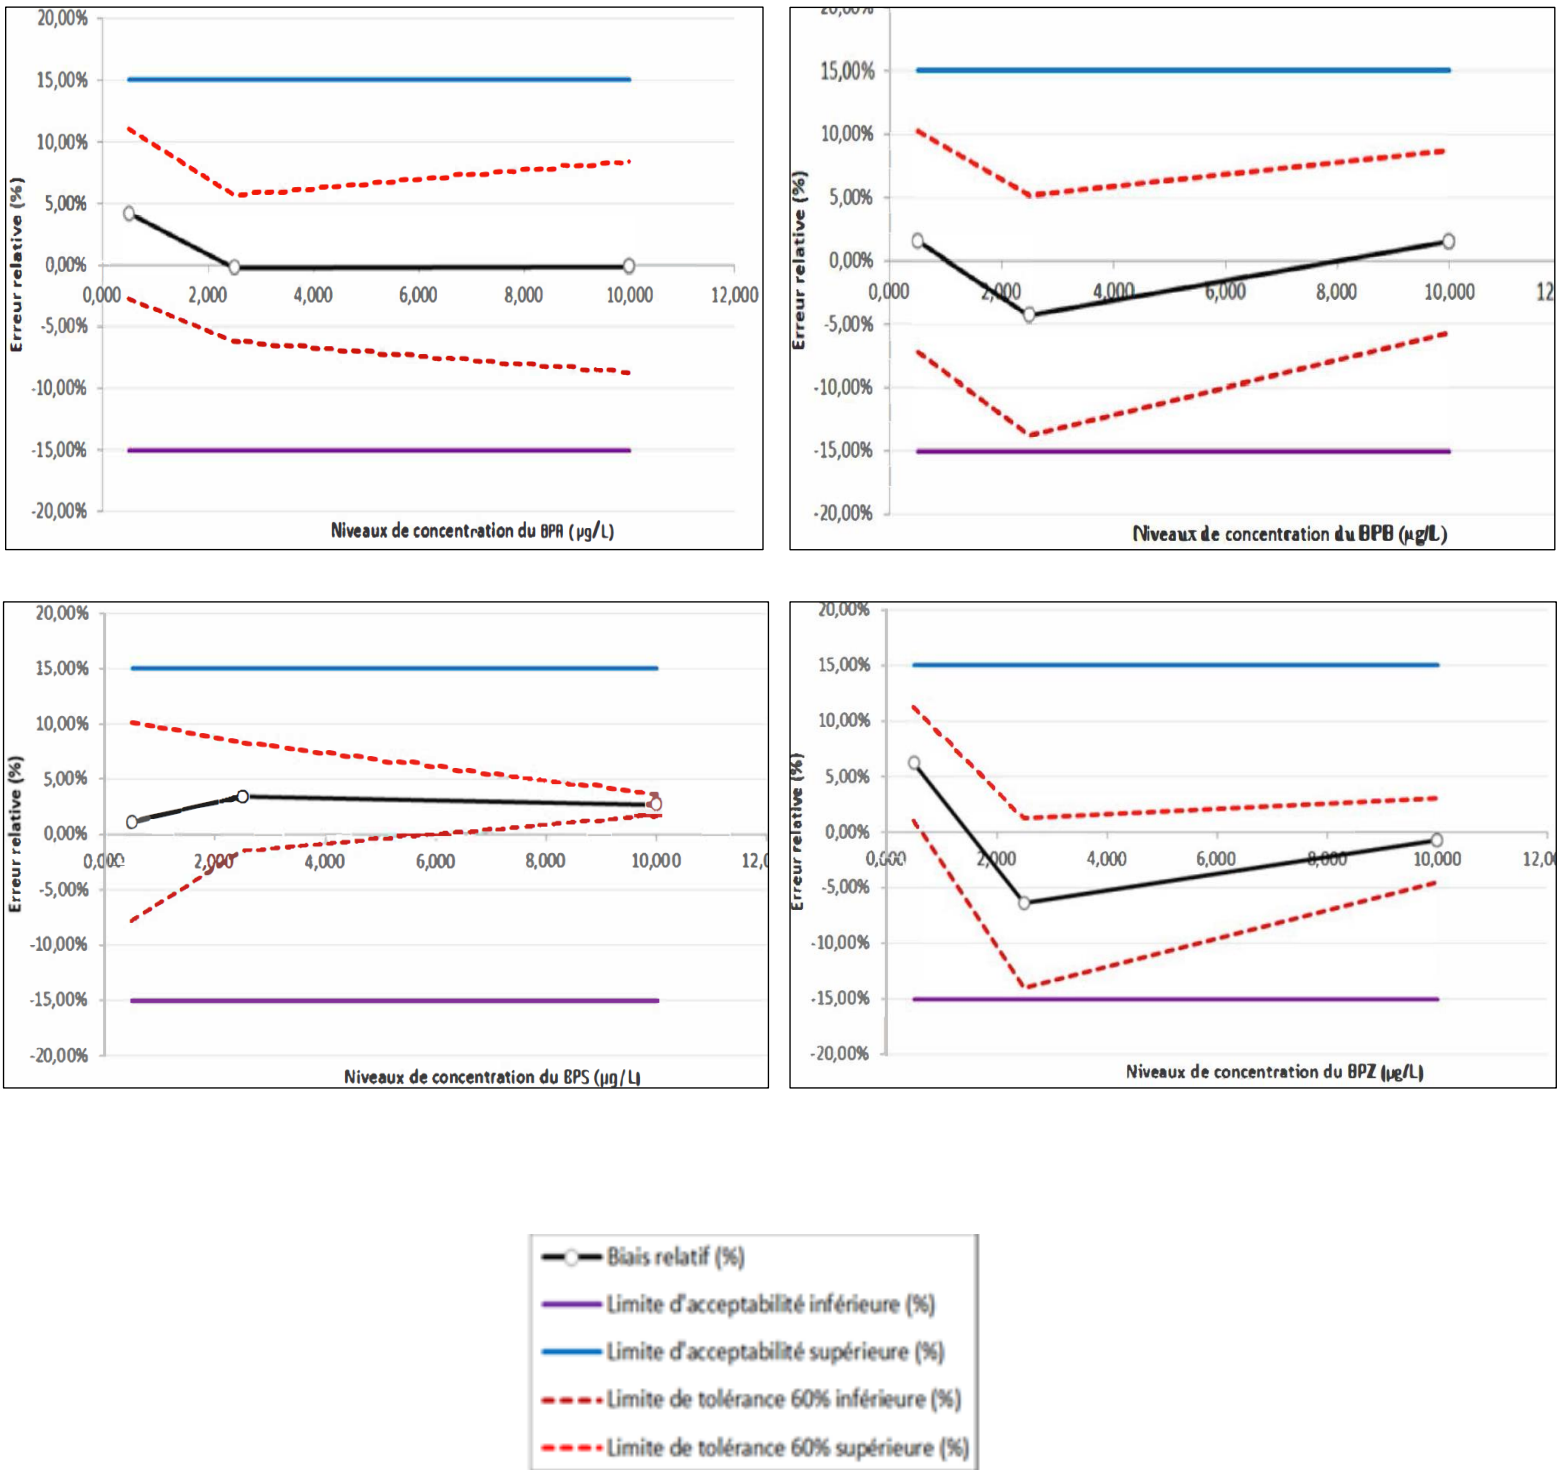 20,00%
15,00%
10,00%
5,00%
0,00%
-5,00%
-10,00%
-15,00%
-20,00%
0,000 2,000 4,000 6,000 8,000 10,000 12,000
Erreur relative (%)
Niveaux de concentration du BPA (µg/L)
20,00%
15,00%
10,00%
5,00%
0,00%
-5,00%
-10,00%
-15,00%
-20,00%
0,000 2,000 4,000 6,000 8,000 10,000 12
Erreur relative (%)
Niveaux de concentration du BPB (µg/L)
20,00%
15,00%
10,00%
5,00%
0,00%
-5,00%
-10,00%
-15,00%
-20,00%
0,000 2,000 4,000 6,000 8,000 10,000 12,0
Erreur relative (%)
Niveaux de concentration du BPS (µg/L)
20,00%
15,00%
10,00%
5,00%
0,00%
-5,00%
-10,00%
-15,00%
-20,00%
0,000 2,000 4,000 6,000 8,000 10,000 12,0
Erreur relative (%)
Niveaux de concentration du BPZ (µg/L)
Biais relatif (%)
Limite d'acceptabilité inférieure (%)
Limite d'acceptabilité supérieure (%)
Limite de tolérance 60% inférieure (%)
Limite de tolérance 60% supérieure (%)